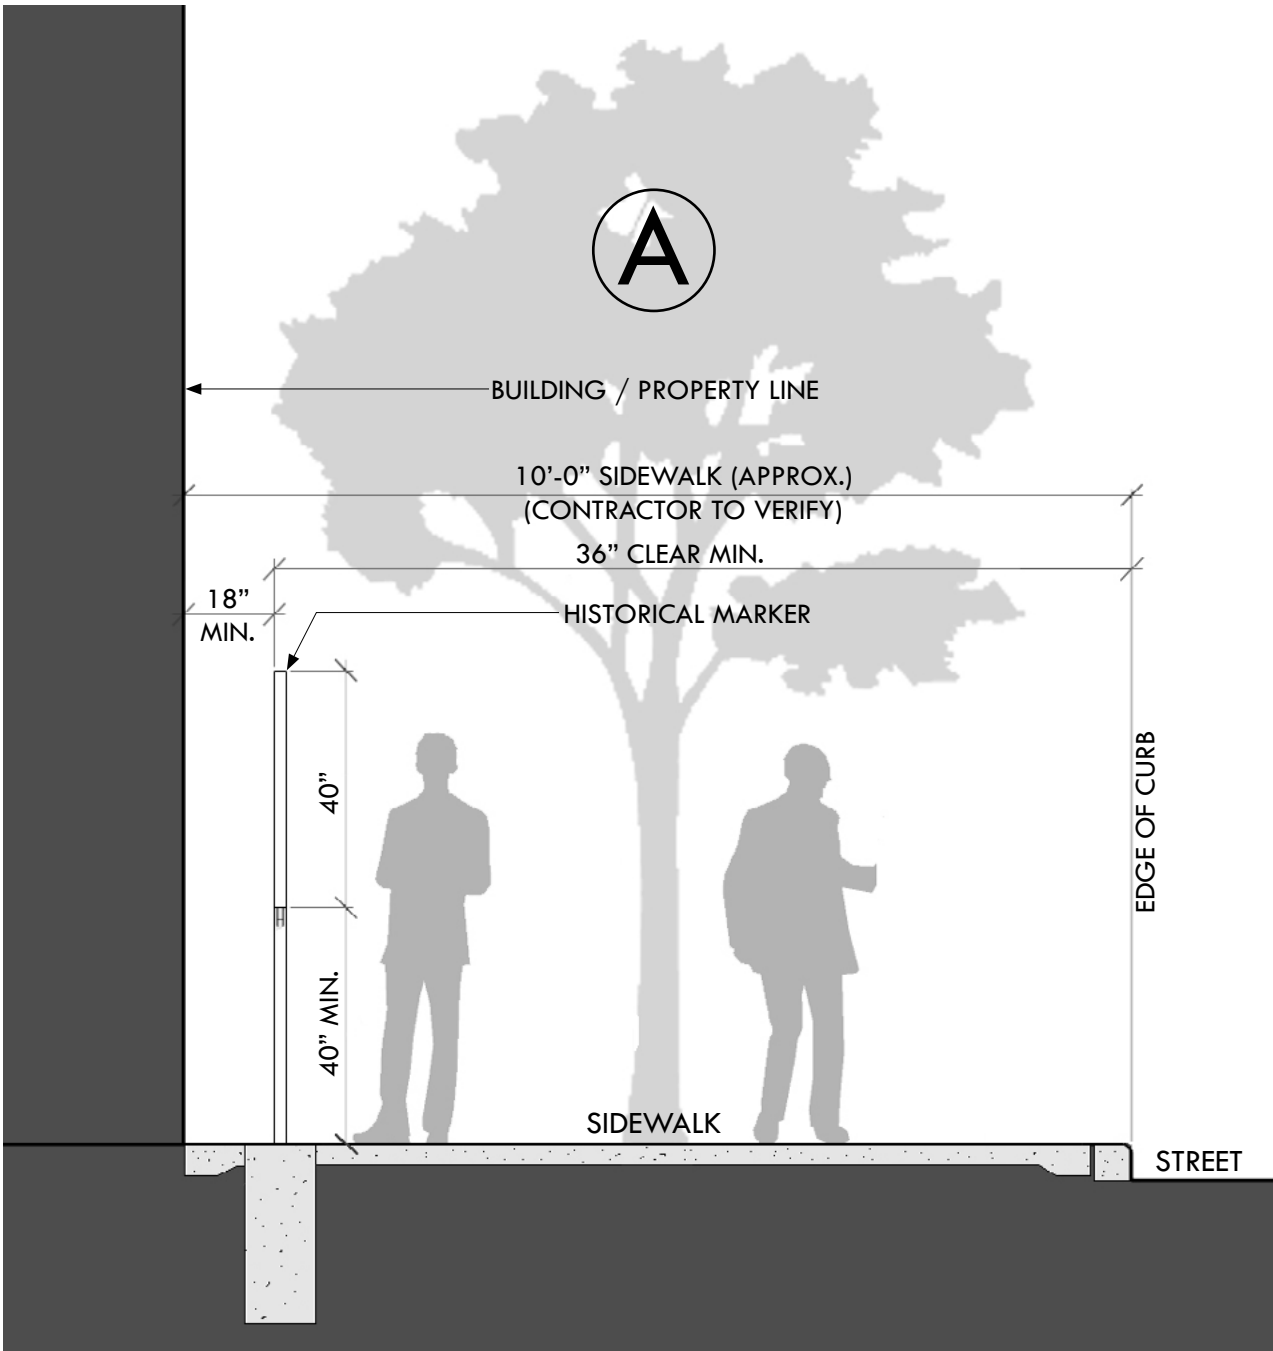 A
BUILDING / PROPERTY LINE
10’-0” SIDEWALK (APPROX.)
(CONTRACTOR TO VERIFY)
36” CLEAR MIN.
18”
MIN.
HISTORICAL MARKER
40”
EDGE OF CURB
40” MIN.
SIDEWALK
STREET